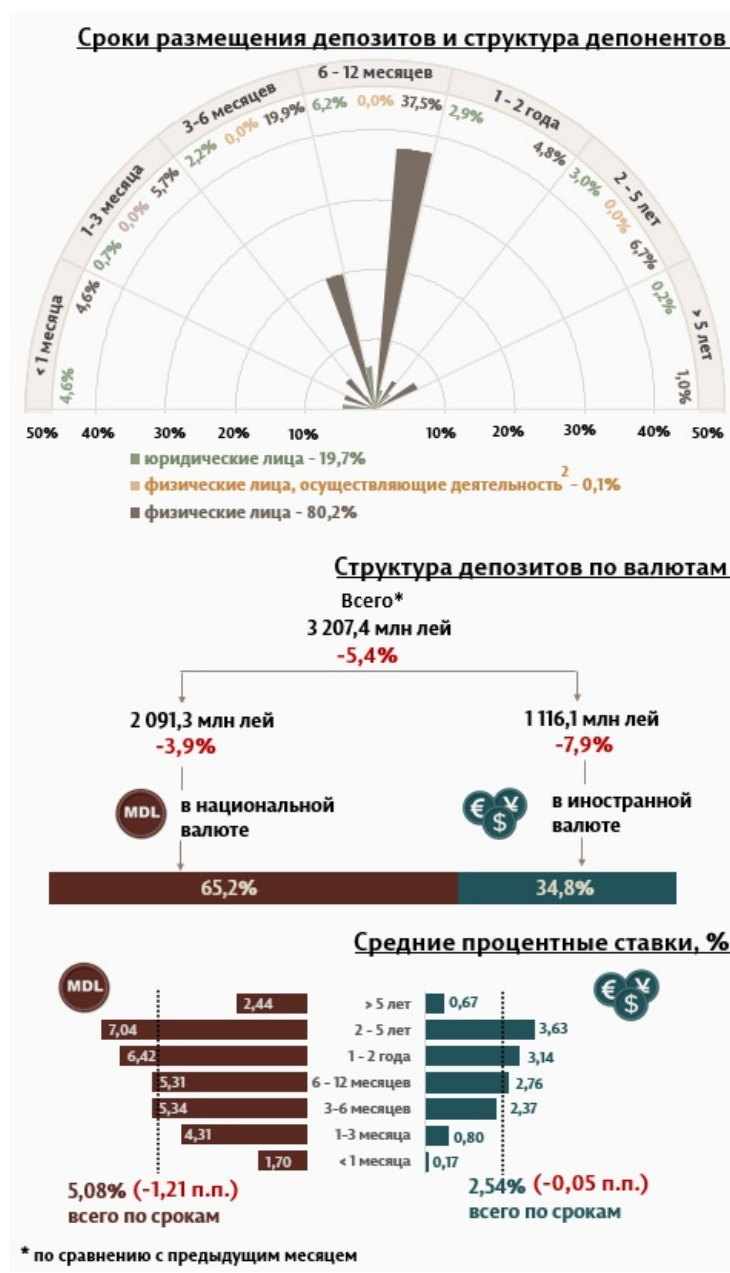 Сроки размещения депозитов и структура депонентов
< 1 месяца
1-3 месяца
3-6 месяцев
6 - 12 месяцев
1 - 2 года
2 - 5 лет
> 5 лет
4,6%
4,6%
0,7%
0,0%
5,7%
2,2%
0,0%
19,9%
6,2%
0,0%
37,5%
2,9%
4,8%
3,0%
0,0%
6,7%
0,2%
1,0%
50% 40% 30% 20% 10% 10% 20% 30% 40% 50%
юридические лица - 19,7%
физические лица, осуществляющие деятельность2 - 0,1%
физические лица - 80,2%
Структура депозитов по валютам
Всего*
3 207,4 млн лей
-5,4%
2 091,3 млн лей 1 116,1 млн лей
-3,9% -7,9%
MDL в национальной валюте
€ ¥ $ в иностранной валюте
65,2% 34,8%
Средние процентные ставки, %
MDL € ¥ $
2,44 > 5 лет 0,67
7,04 2 - 5 лет 3,63
6,42 1 - 2 года 3,14
5,31 6 - 12 месяцев 2,76
5,34 3-6 месяцев 2,37
4,31 1-3 месяца 0,80
1,70 < 1 месяца 0,17
5,08% (-1,21 п.п.) 2,54% (-0,05 п.п.)
всего по срокам всего по срокам
* по сравнению с предыдущим месяцем